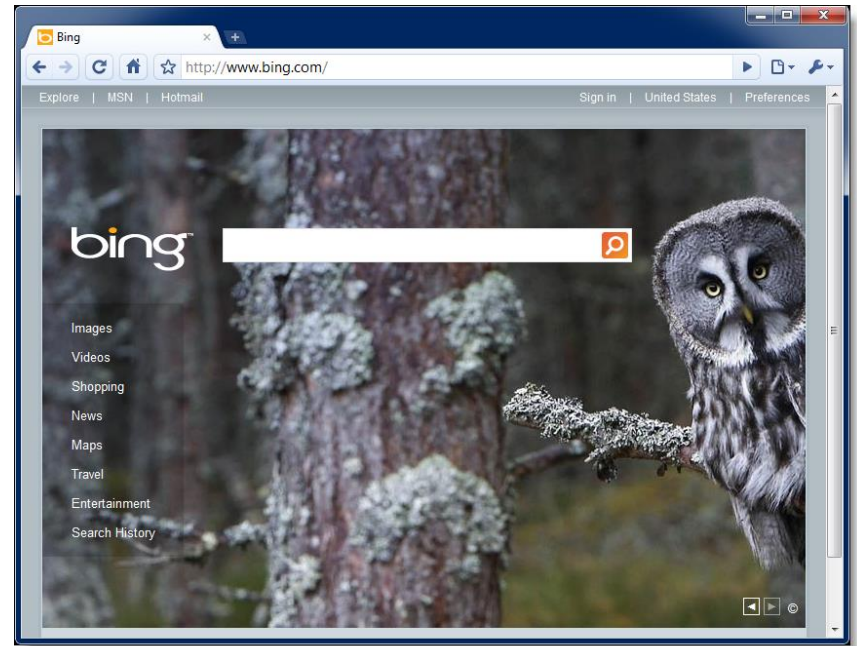 Bing
http://www.bing.com/
Explore | MSN | Hotmail
Sign in | United States | Preferences
bing™
Images
Videos
Shopping
News
Maps
Travel
Entertainment
Search History
©